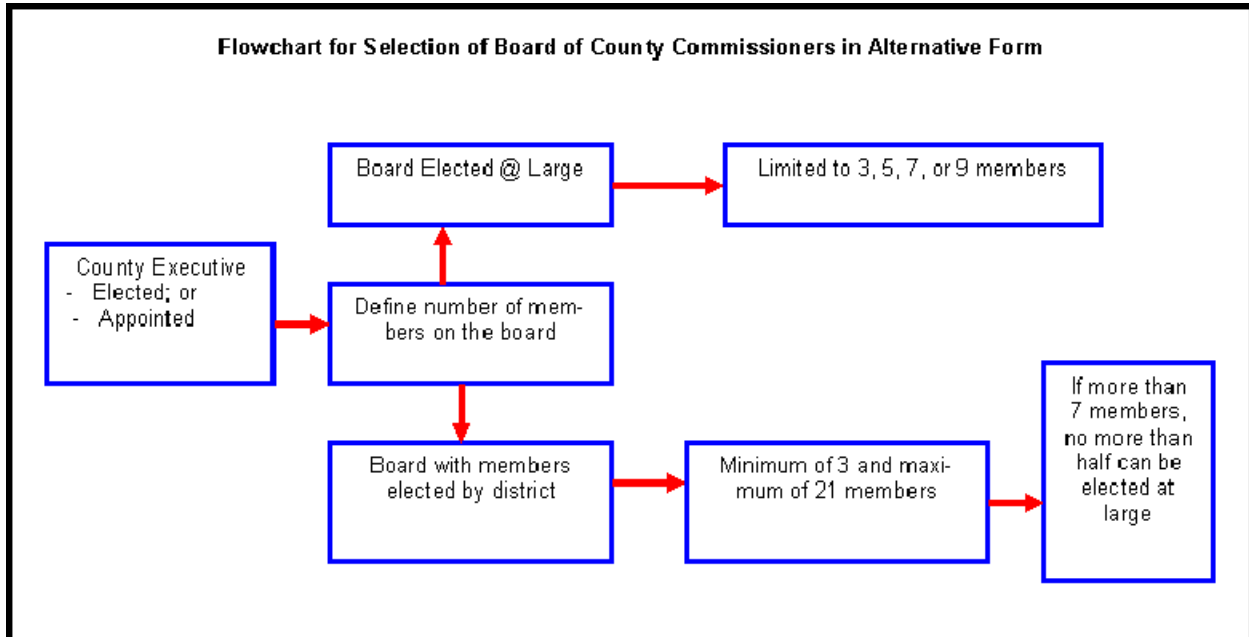 Flowchart for Selection of Board of County Commissioners in Alternative Form
Board Elected @ Large
Limited to 3, 5, 7, or 9 members
County Executive
- Elected; or
- Appointed
Define number of mem-
bers on the board
Board with members
elected by district
Minimum of 3 and maxi-
mum of 21 members
If more than
7 members,
no more than
half can be
elected at
large